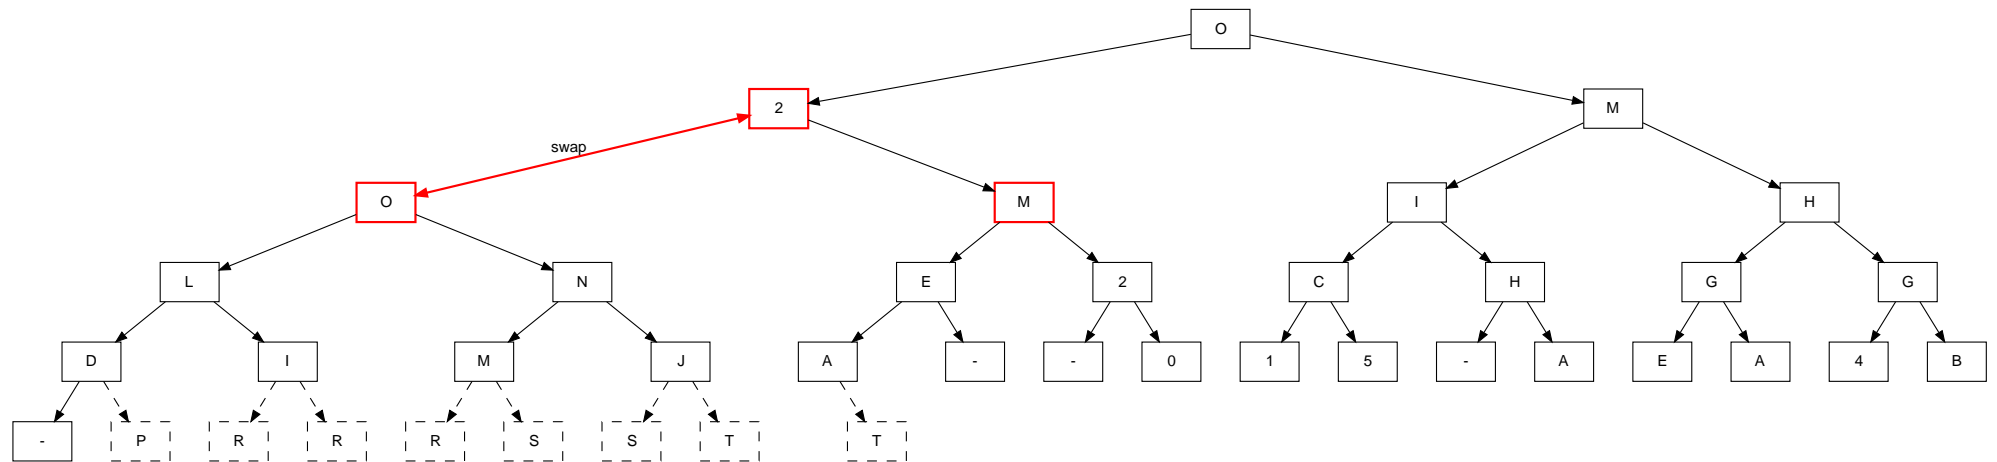 O
2 M
swap
O M I H
L N E 2 C H G G
D I M J A - - 0 1 5 - A E A 4 B
- P R R R S S T T